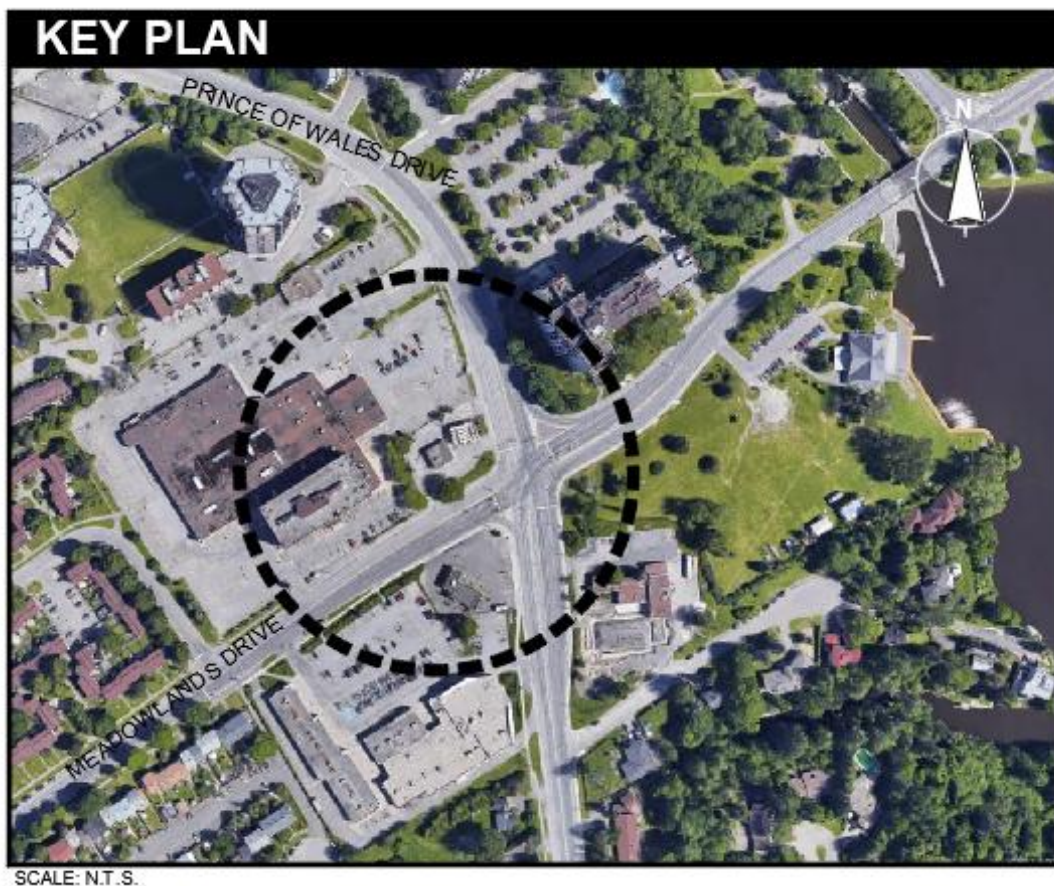 KEY PLAN
PRINCE OF WALES DRIVE
N
MEADOWLANDS DRIVE
SCALE: N.T.S.